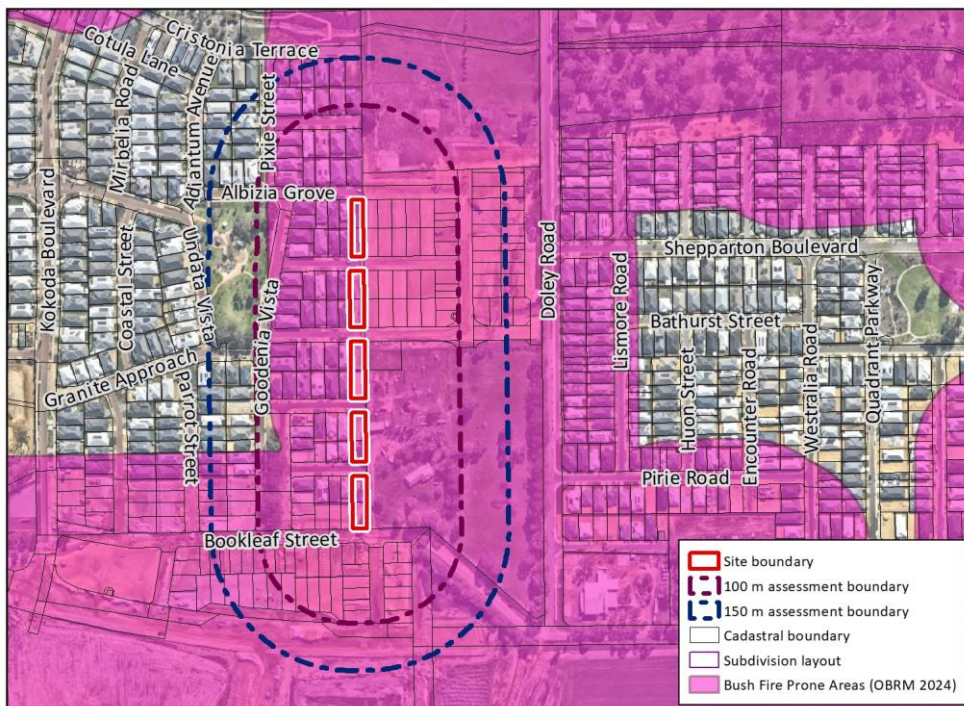 Cristonia Terrace
Cotula Lane
Mirbelia Road
Adjantum Avenue
Pixie Street
Albizia Grove
Kokoda Boulevard
Coastal Street
Undata Vista
Goodenia Vista
Granite Approach
Parrot Street
Bookleaf Street
Doley Road
Lismore Road
Shepparton Boulevard
Bathurst Street
Huon Street
Encounter Road
Westralia Road
Quadrant Parkway
Pirie Road
Site boundary
100 m assessment boundary
150 m assessment boundary
Cadastral boundary
Subdivision layout
Bush Fire Prone Areas (OBRM 2024)